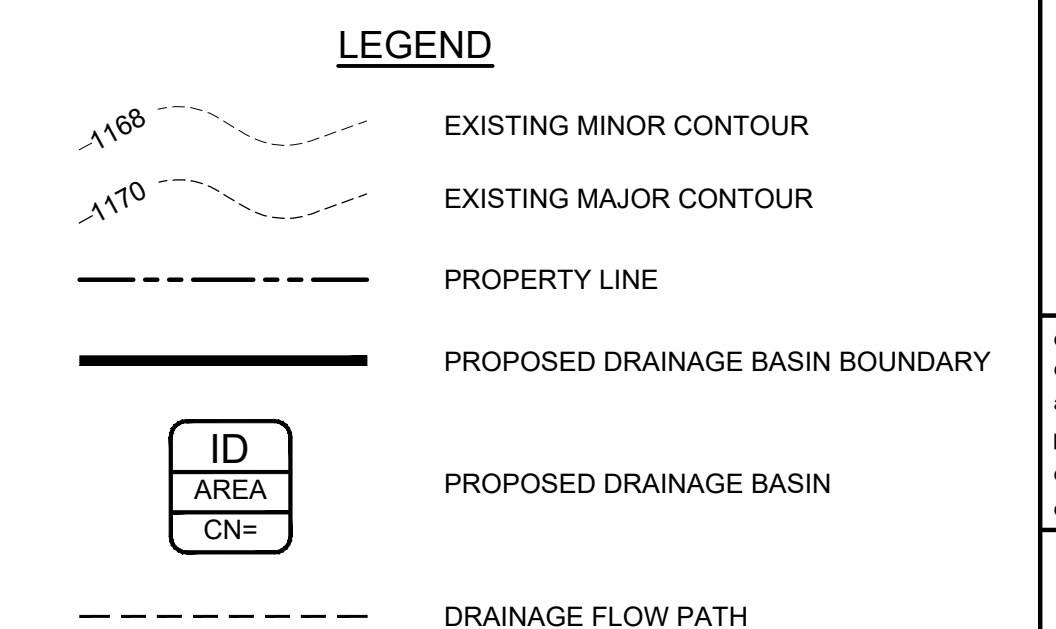 LEGEND
1168
EXISTING MINOR CONTOUR
1170
EXISTING MAJOR CONTOUR
PROPERTY LINE
PROPOSED DRAINAGE BASIN BOUNDARY
ID
AREA
CN=
PROPOSED DRAINAGE BASIN
DRAINAGE FLOW PATH